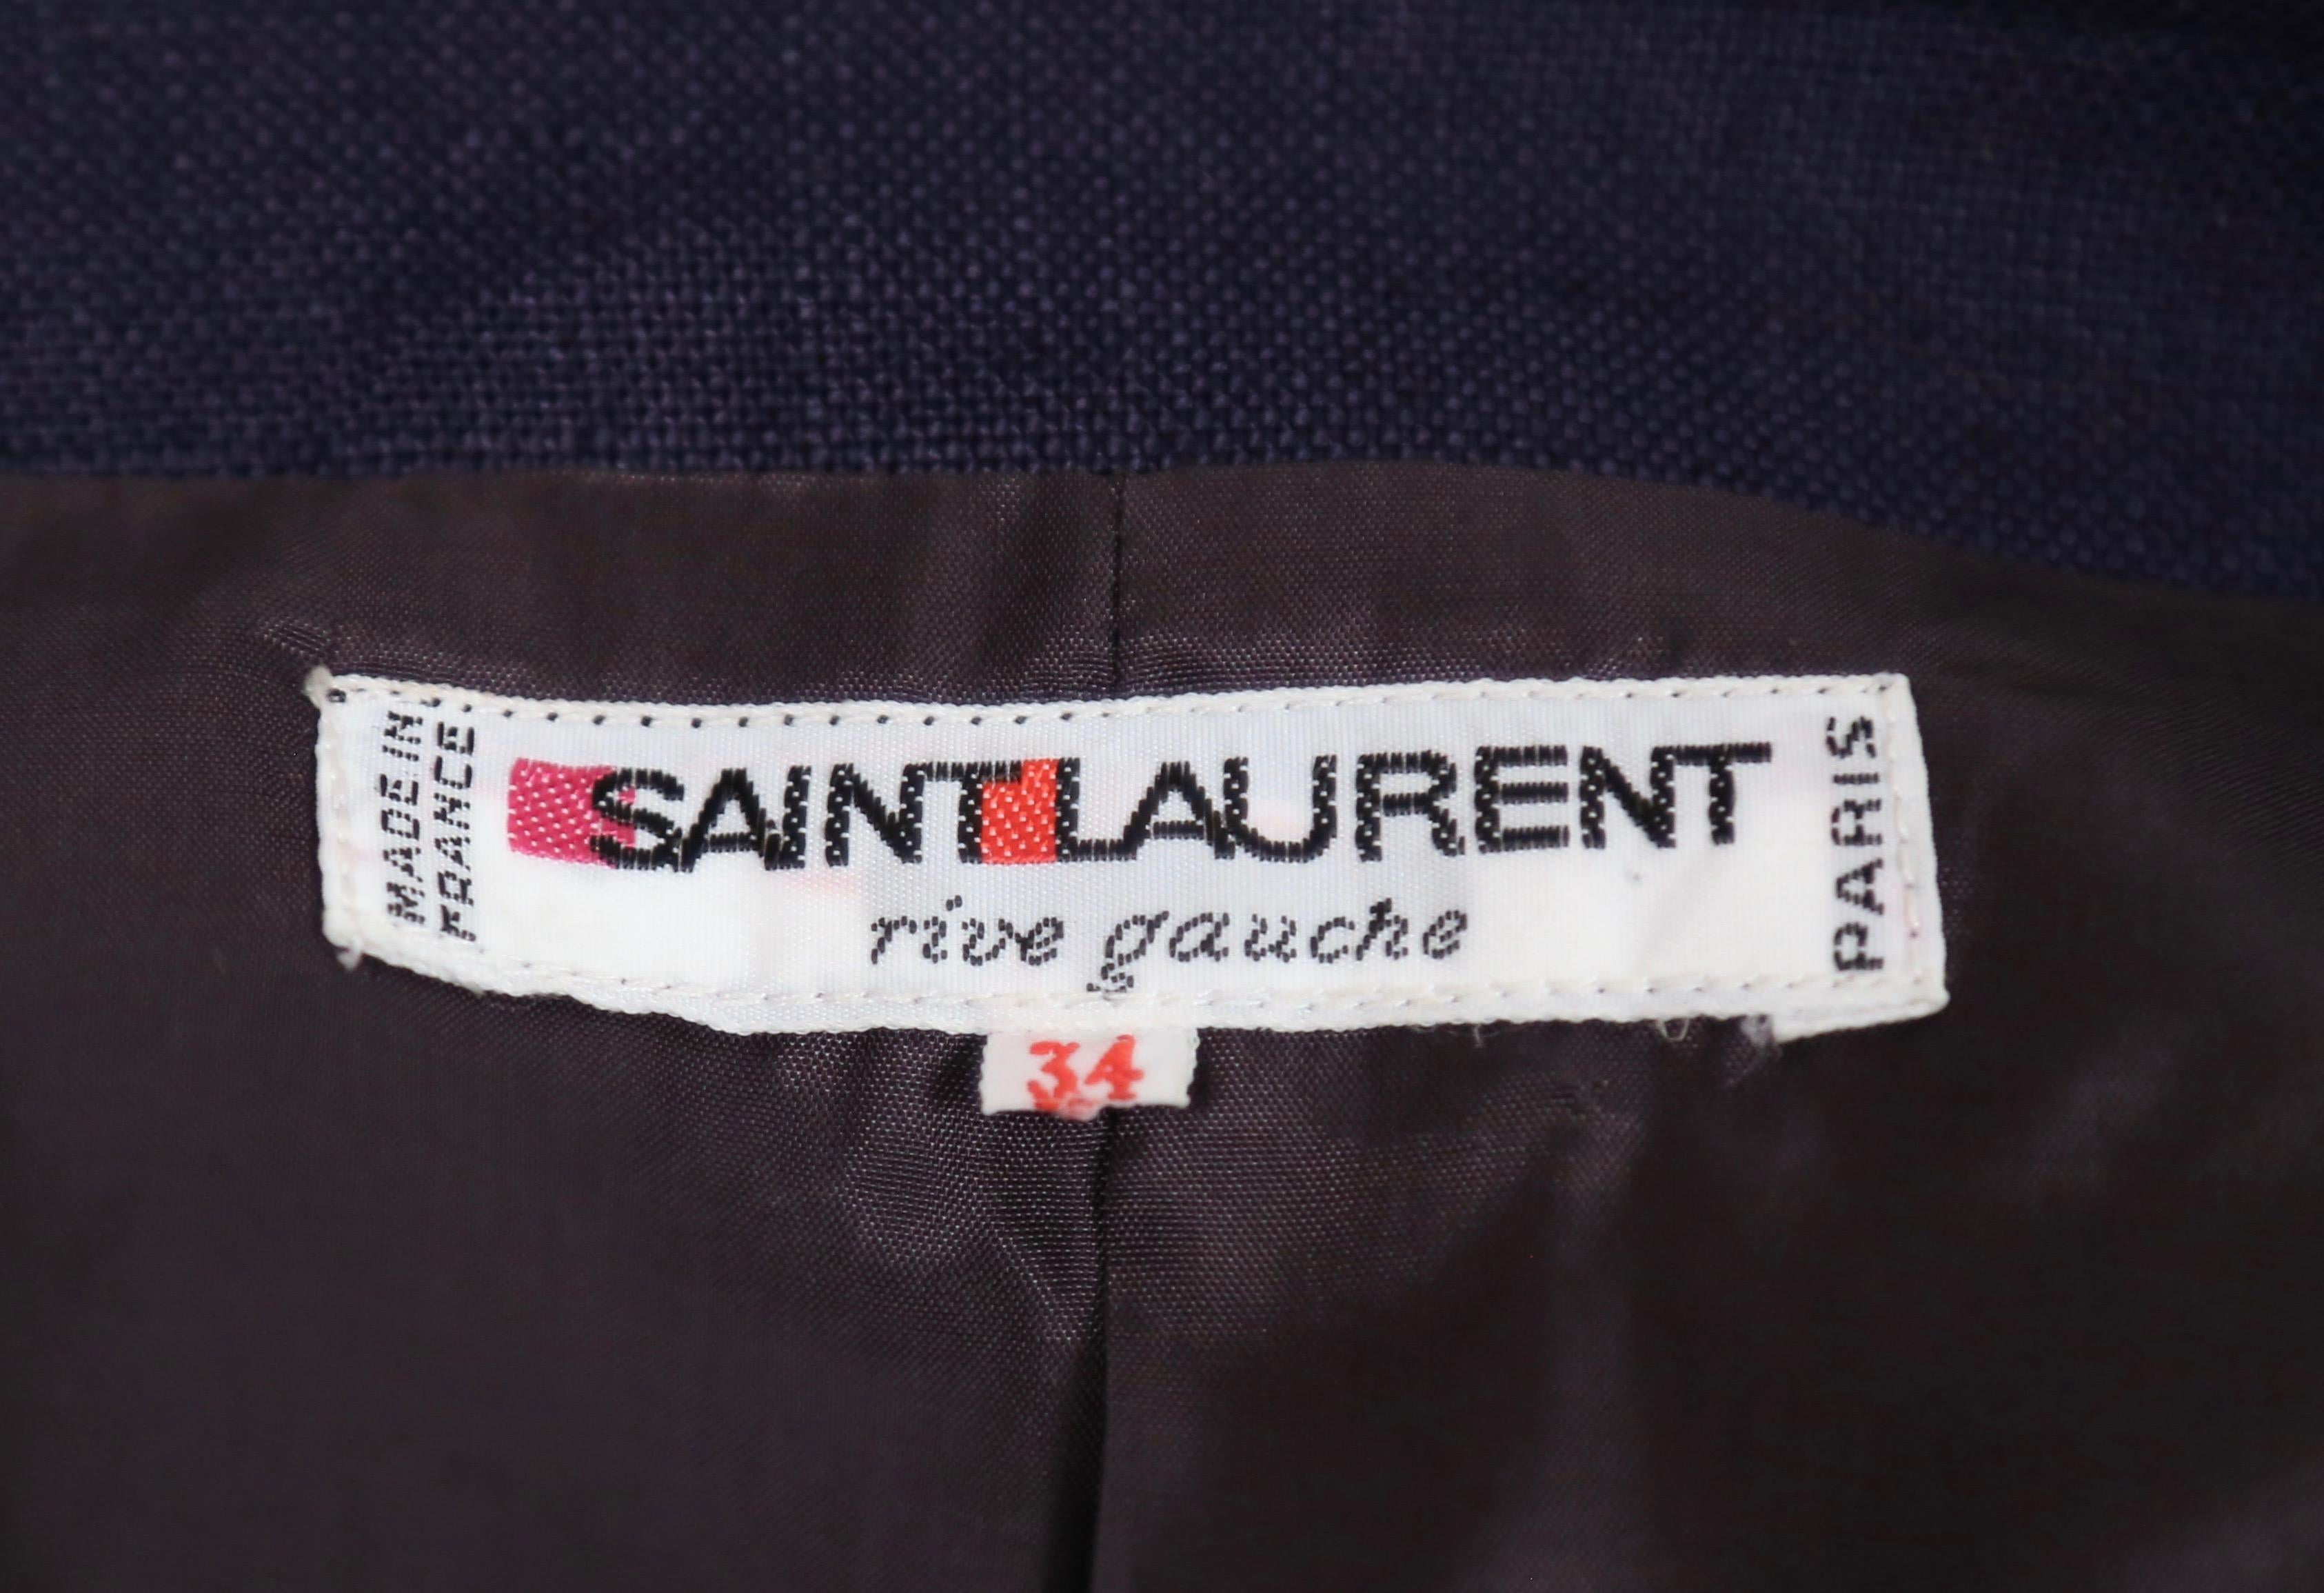 MADE IN
FRANCE
SAINT LAURENT
rive gauche
PARIS
34